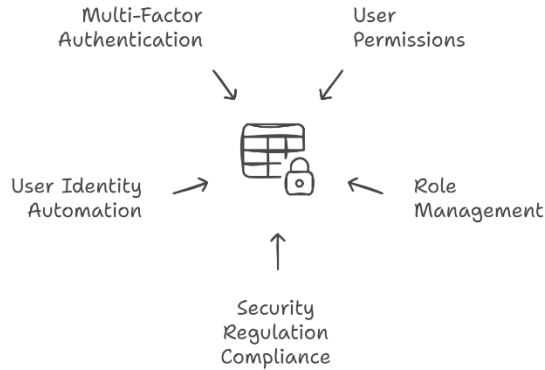 Multi-Factor
Authentication
User
Permissions
User Identity
Automation
Role
Management
Security
Regulation
Compliance